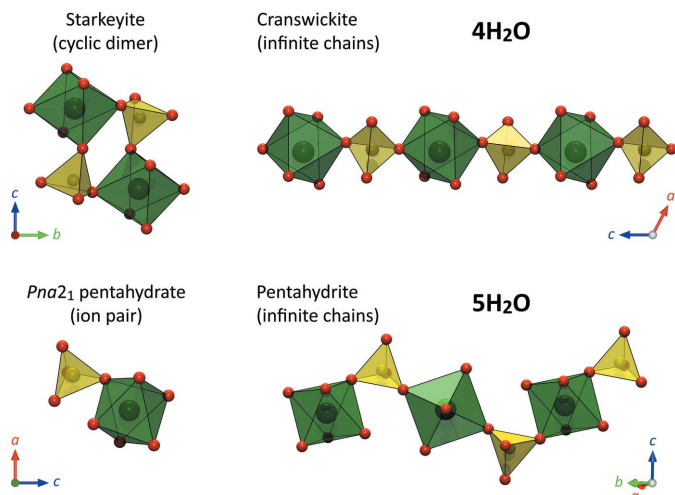 Starkeyite
(cyclic dimer)
Cranswickite
(infinite chains)
4H₂O
c
b
a
c
Pna2₁ pentahydrate
(ion pair)
Pentahydrite
(infinite chains)
5H₂O
a
c
c
b
a